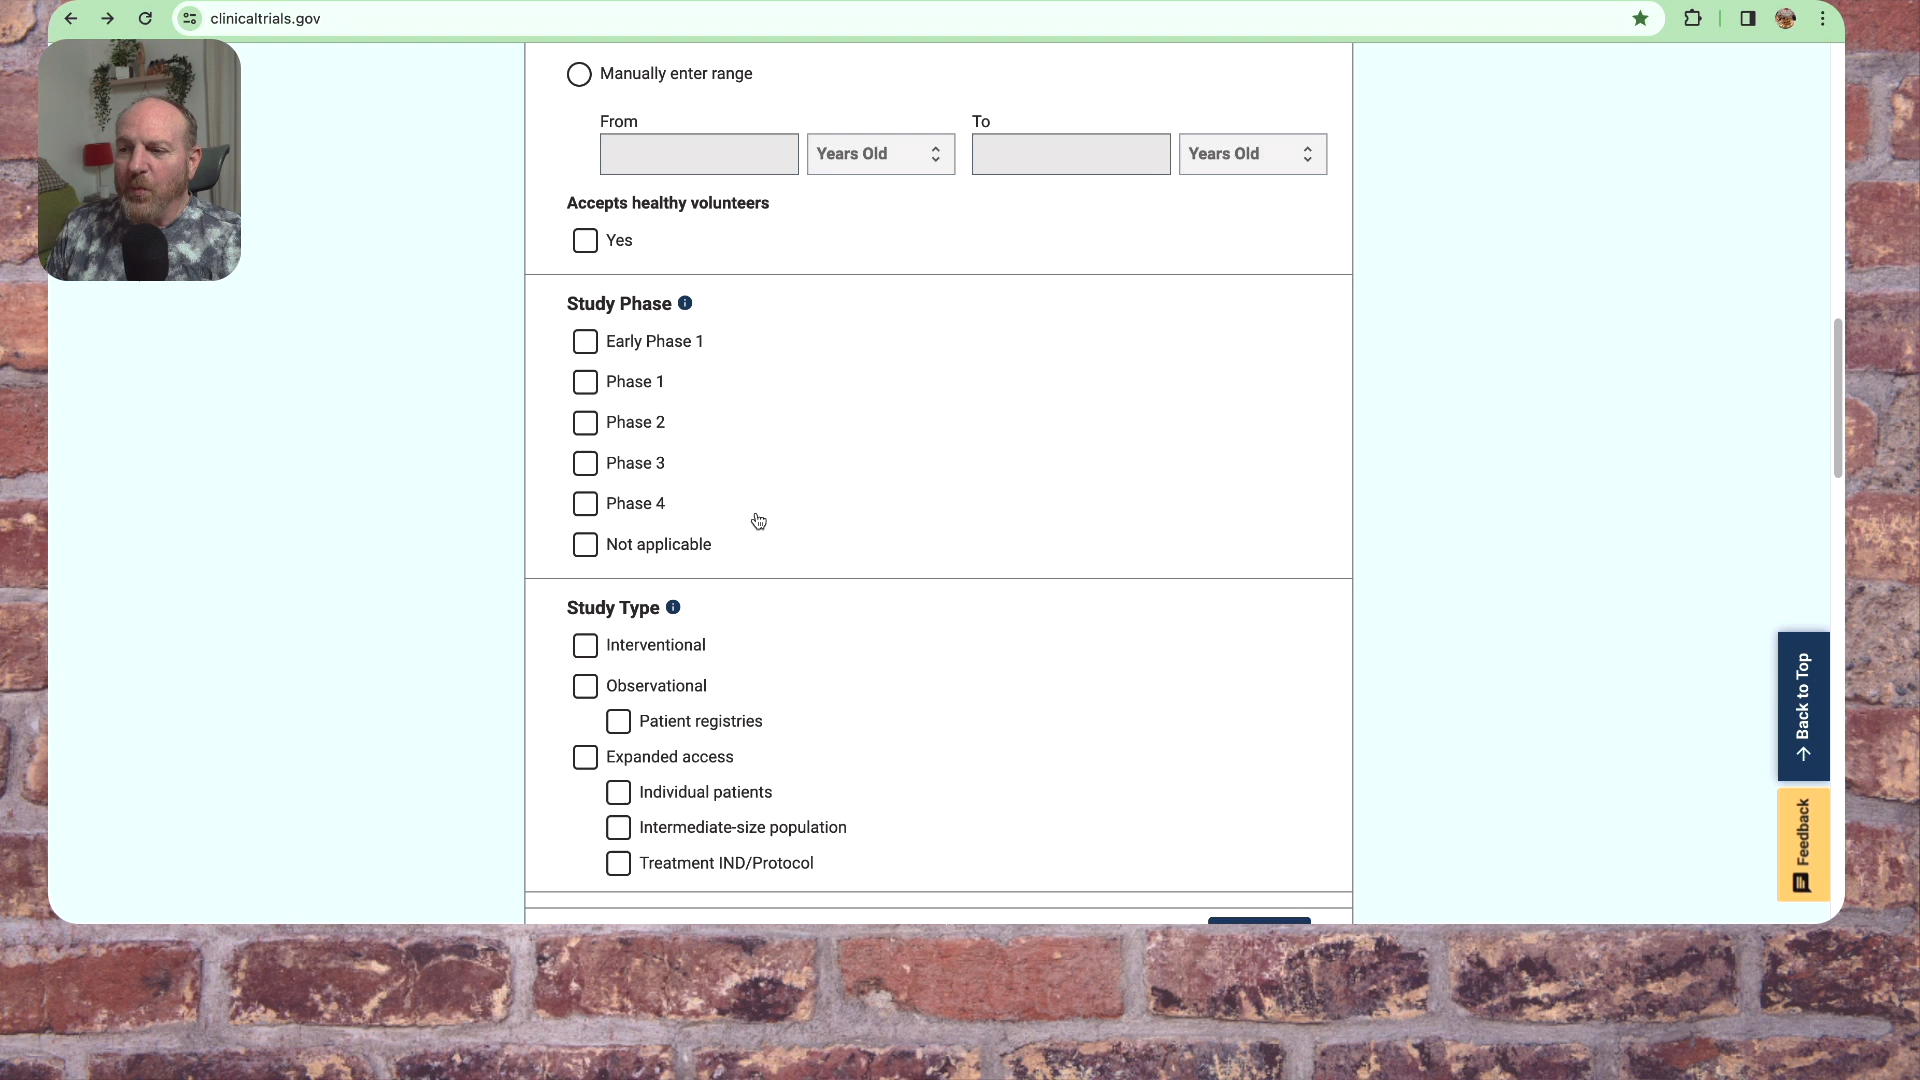 clinicaltrials.gov
Manually enter range
From To
Years Old Years Old
Accepts healthy volunteers
Yes
Study Phase
Early Phase 1
Phase 1
Phase 2
Phase 3
Phase 4
Not applicable
Study Type
Interventional
Observational
Patient registries
Expanded access
Individual patients
Intermediate-size population
Treatment IND/Protocol
Back to Top
Feedback